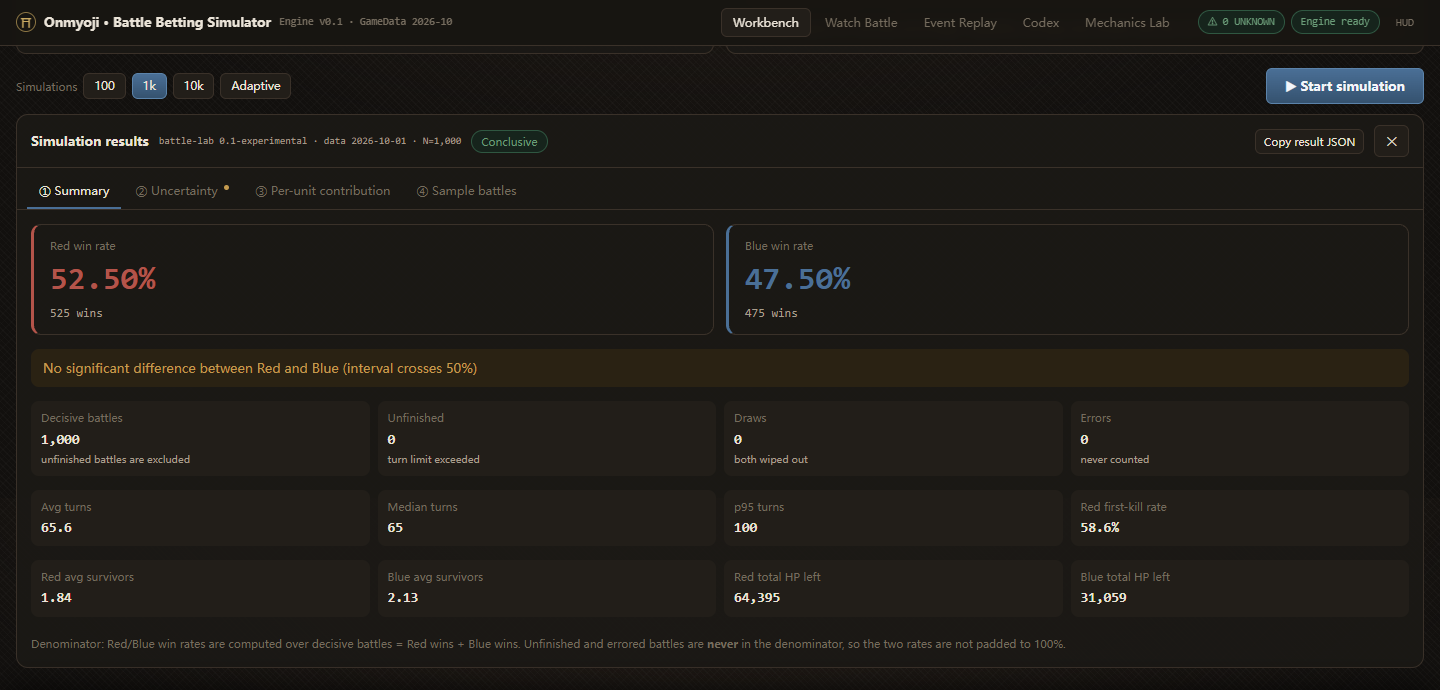 Onmyoji • Battle Betting Simulator Engine v0.1 · GameData 2026-10 Workbench Watch Battle Event Replay Codex Mechanics Lab ⚠ 0 UNKNOWN Engine ready HUD
Simulations 100 1k 10k Adaptive ▶ Start simulation
Simulation results battle-lab 0.1-experimental · data 2026-10-01 · N=1,000 Conclusive Copy result JSON ✕
① Summary ② Uncertainty ③ Per-unit contribution ④ Sample battles
Red win rate Blue win rate
52.50% 47.50%
525 wins 475 wins
No significant difference between Red and Blue (interval crosses 50%)
Decisive battles Unfinished Draws Errors
1,000 0 0 0
unfinished battles are excluded turn limit exceeded both wiped out never counted
Avg turns Median turns p95 turns Red first-kill rate
65.6 65 100 58.6%
Red avg survivors Blue avg survivors Red total HP left Blue total HP left
1.84 2.13 64,395 31,059
Denominator: Red/Blue win rates are computed over decisive battles = Red wins + Blue wins. Unfinished and errored battles are never in the denominator, so the two rates are not padded to 100%.